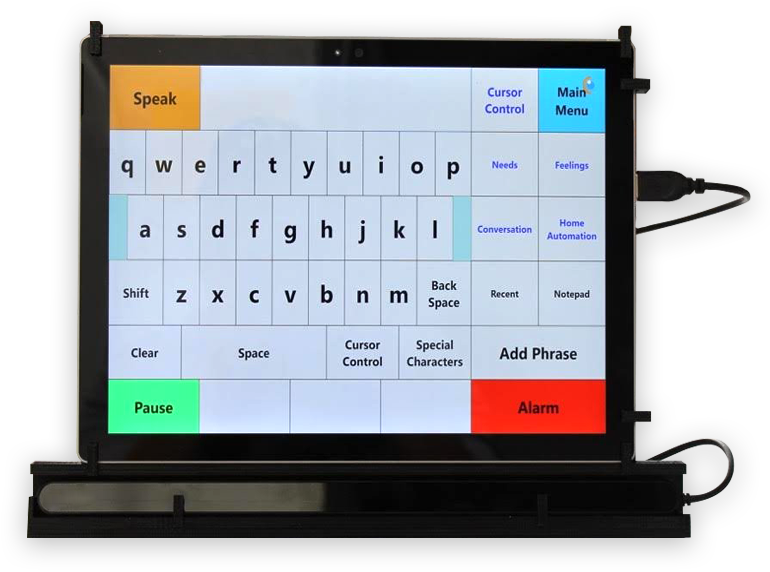 Speak
Cursor
Control
Main
Menu
q w e r t y u i o p
Needs
Feelings
a s d f g h j k l
Conversation
Home
Automation
Shift
z x c v b n m
Back
Space
Recent
Notepad
Clear
Space
Cursor
Control
Special
Characters
Add Phrase
Pause
Alarm